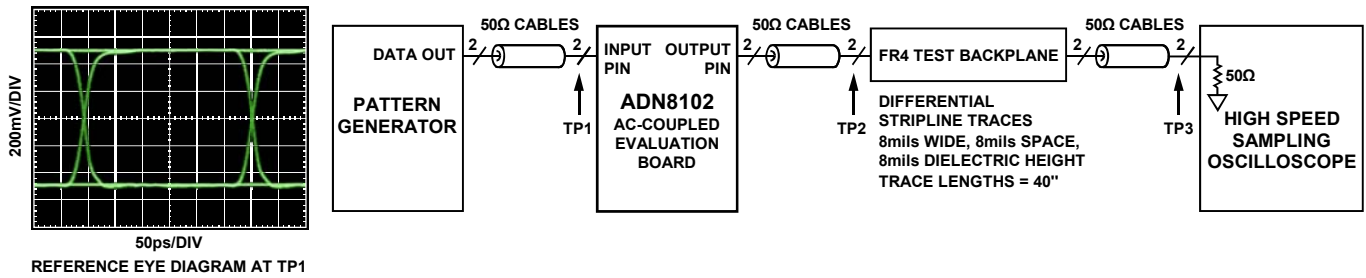 200mV/DIV
50ps/DIV
REFERENCE EYE DIAGRAM AT TP1
DATA OUT
PATTERN
GENERATOR
50Ω CABLES
2
2
TP1
INPUT
PIN
OUTPUT
PIN
ADN8102
AC-COUPLED
EVALUATION
BOARD
50Ω CABLES
2
2
TP2
FR4 TEST BACKPLANE
DIFFERENTIAL
STRIPLINE TRACES
8mils WIDE, 8mils SPACE,
8mils DIELECTRIC HEIGHT
TRACE LENGTHS = 40"
50Ω CABLES
2
2
TP3
50Ω
HIGH SPEED
SAMPLING
OSCILLOSCOPE